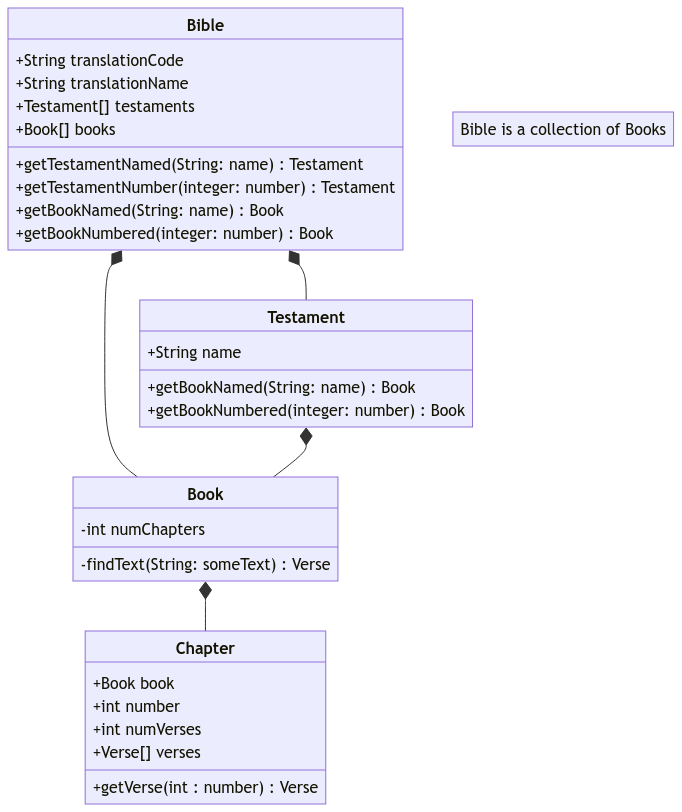 Bible
+String translationCode
+String translationName
+Testament[] testaments
+Book[] books
+getTestamentNamed(String: name) : Testament
+getTestamentNumber(integer: number) : Testament
+getBookNamed(String: name) : Book
+getBookNumbered(integer: number) : Book
Bible is a collection of Books
Testament
+String name
+getBookNamed(String: name) : Book
+getBookNumbered(integer: number) : Book
Book
-int numChapters
-findText(String: someText) : Verse
Chapter
+Book book
+int number
+int numVerses
+Verse[] verses
+getVerse(int : number) : Verse